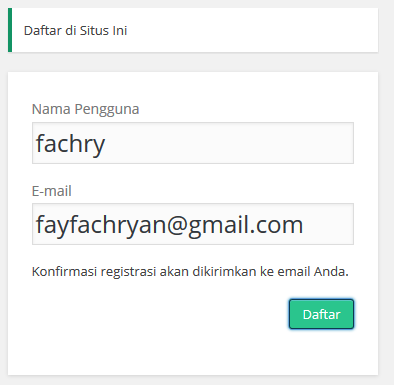 Daftar di Situs Ini
Nama Pengguna
fachry
E-mail
fayfachryan@gmail.com
Konfirmasi registrasi akan dikirimkan ke email Anda.
Daftar